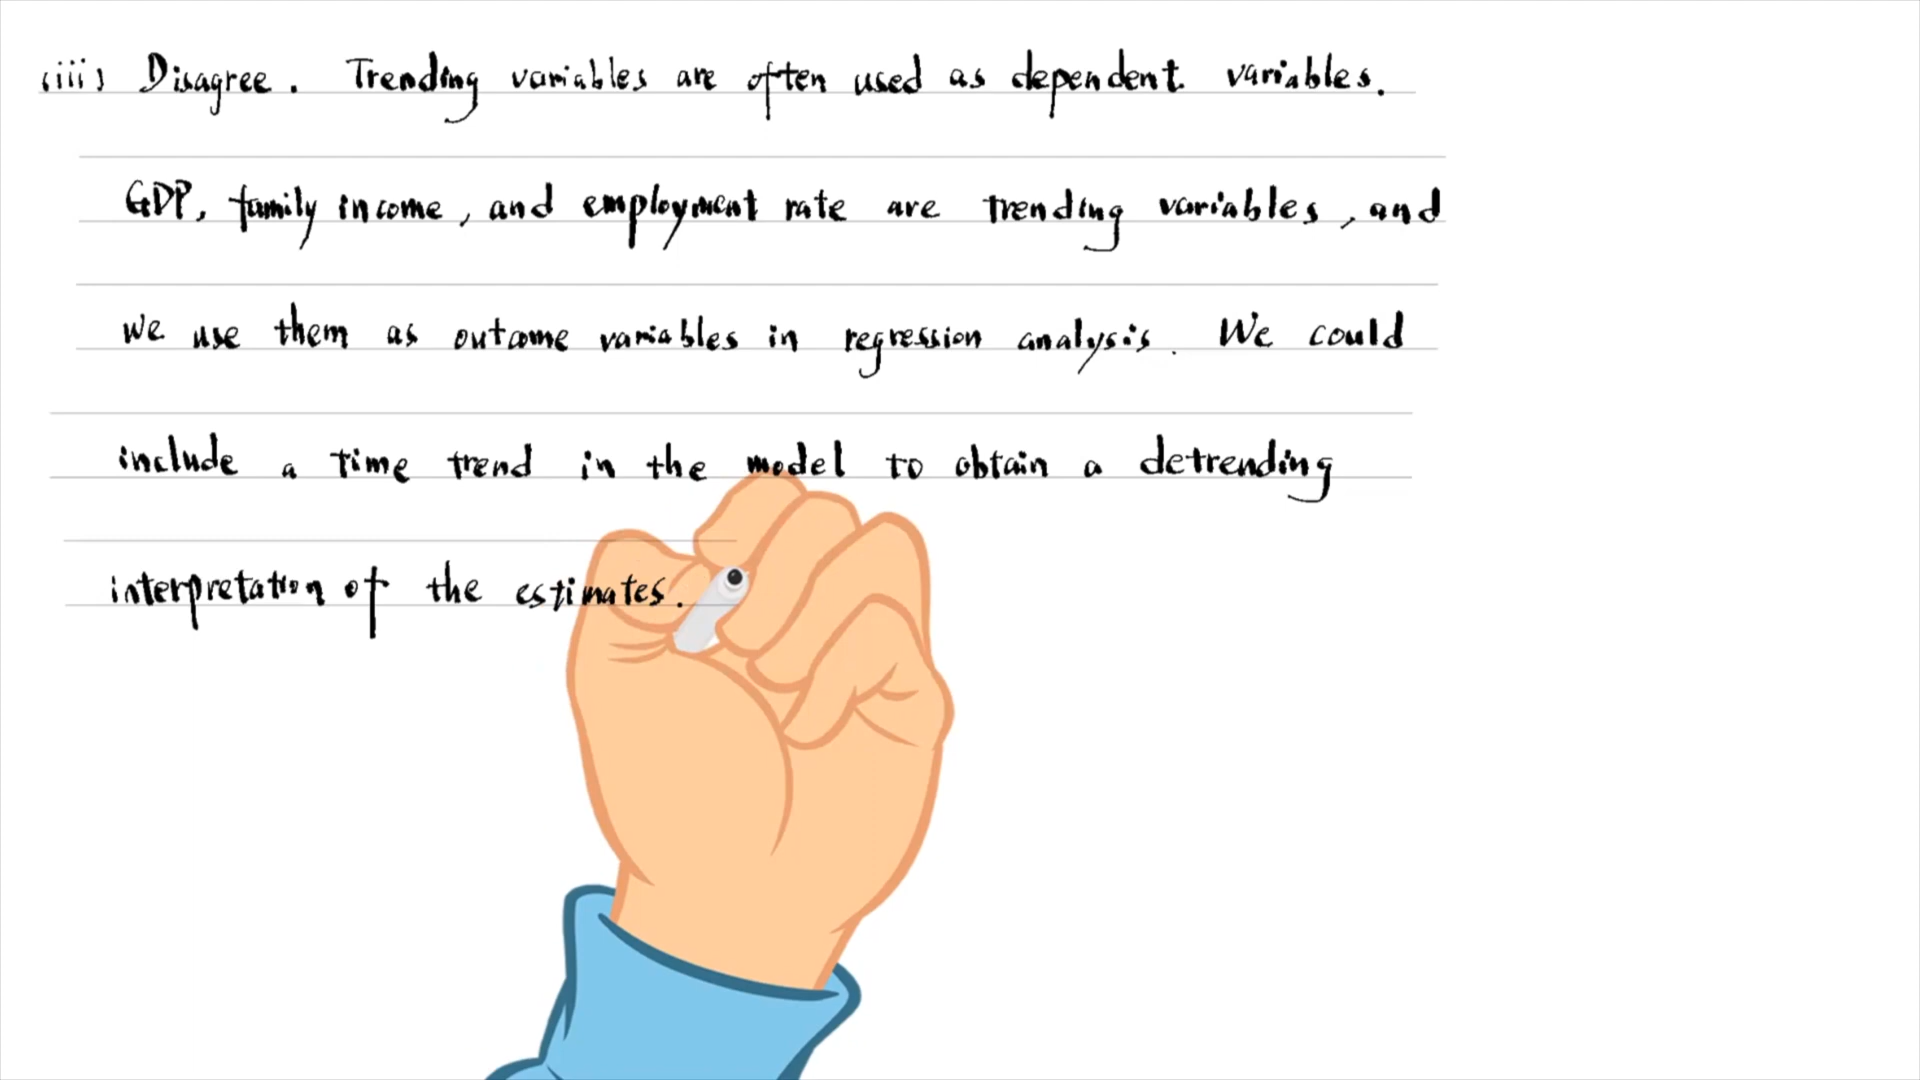 (iii) Disagree. Trending variables are often used as dependent variables.
GDP, family income, and employment rate are trending variables, and
we use them as outcome variables in regression analysis. We could
include a time trend in the model to obtain a detrending
interpretation of the estimates.